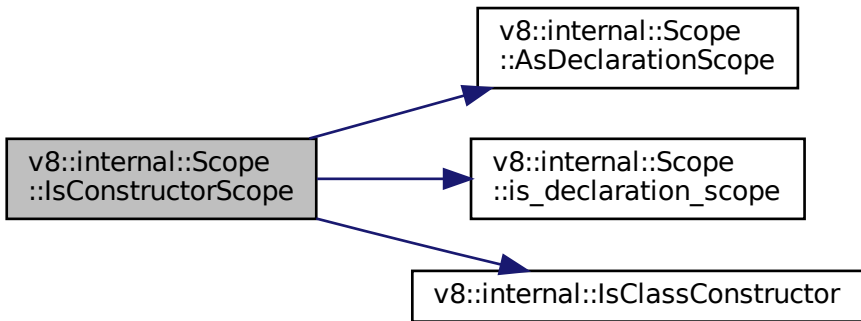 v8::internal::Scope
::IsConstructorScope
v8::internal::Scope
::AsDeclarationScope
v8::internal::Scope
::is_declaration_scope
v8::internal::IsClassConstructor